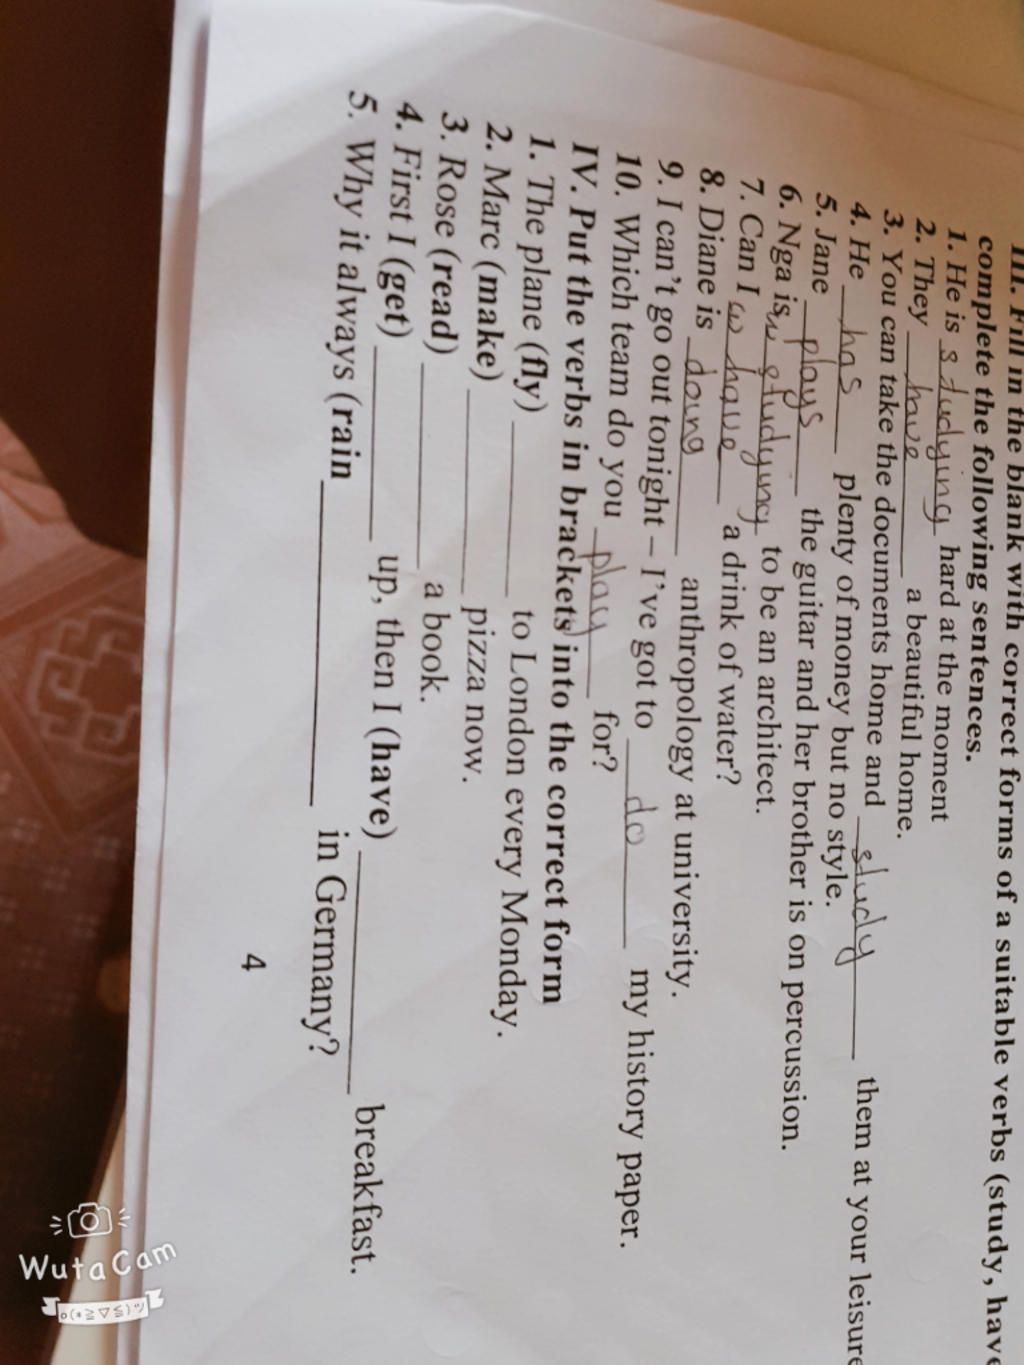 III. Fill in the blank with correct forms of a suitable verbs (study, have
complete the following sentences.
1. He is studying hard at the moment
2. They have a beautiful home.
3. You can take the documents home and study them at your leisure
4. He has plenty of money but no style.
5. Jane plays the guitar and her brother is on percussion.
6. Nga is studying to be an architect.
7. Can I have a drink of water?
8. Diane is doing anthropology at university.
9. I can't go out tonight – I've got to do my history paper.
10. Which team do you play for?
IV. Put the verbs in brackets into the correct form
1. The plane (fly) ________ to London every Monday.
2. Marc (make) ________ pizza now.
3. Rose (read) ________ a book.
4. First I (get) ________ up, then I (have) ________ breakfast.
5. Why it always (rain ________ in Germany?
4
WutaCam